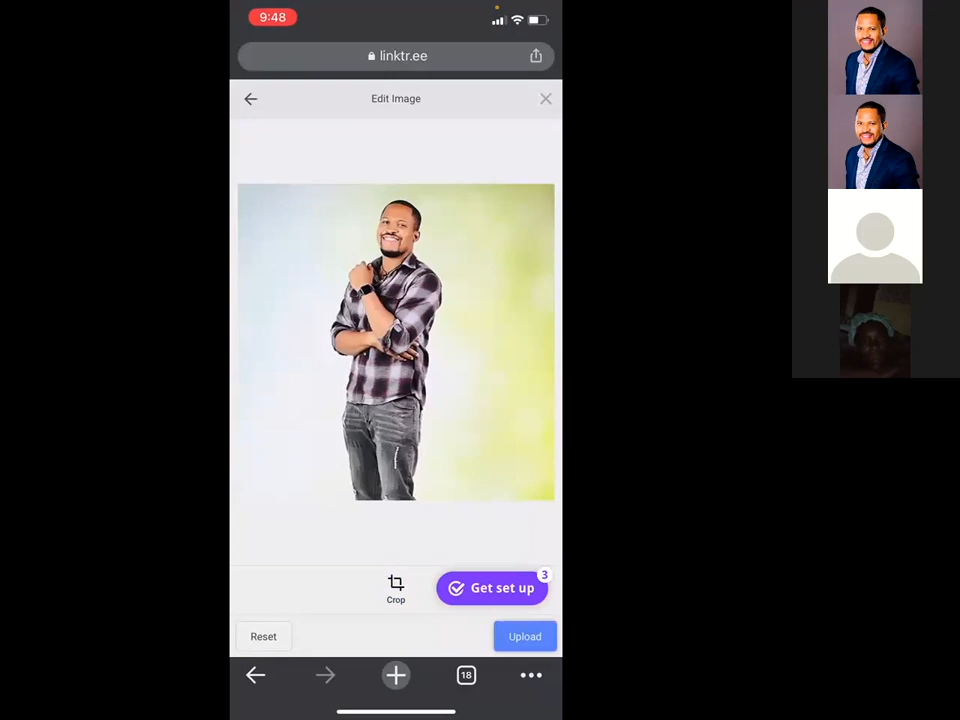 9:48
linktr.ee
Edit Image
3
Get set up
Crop
Reset
Upload
18